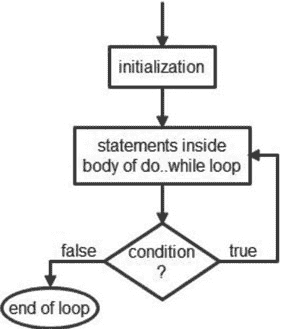 initialization
statements inside
body of do..while loop
false
condition
true
?
end of loop